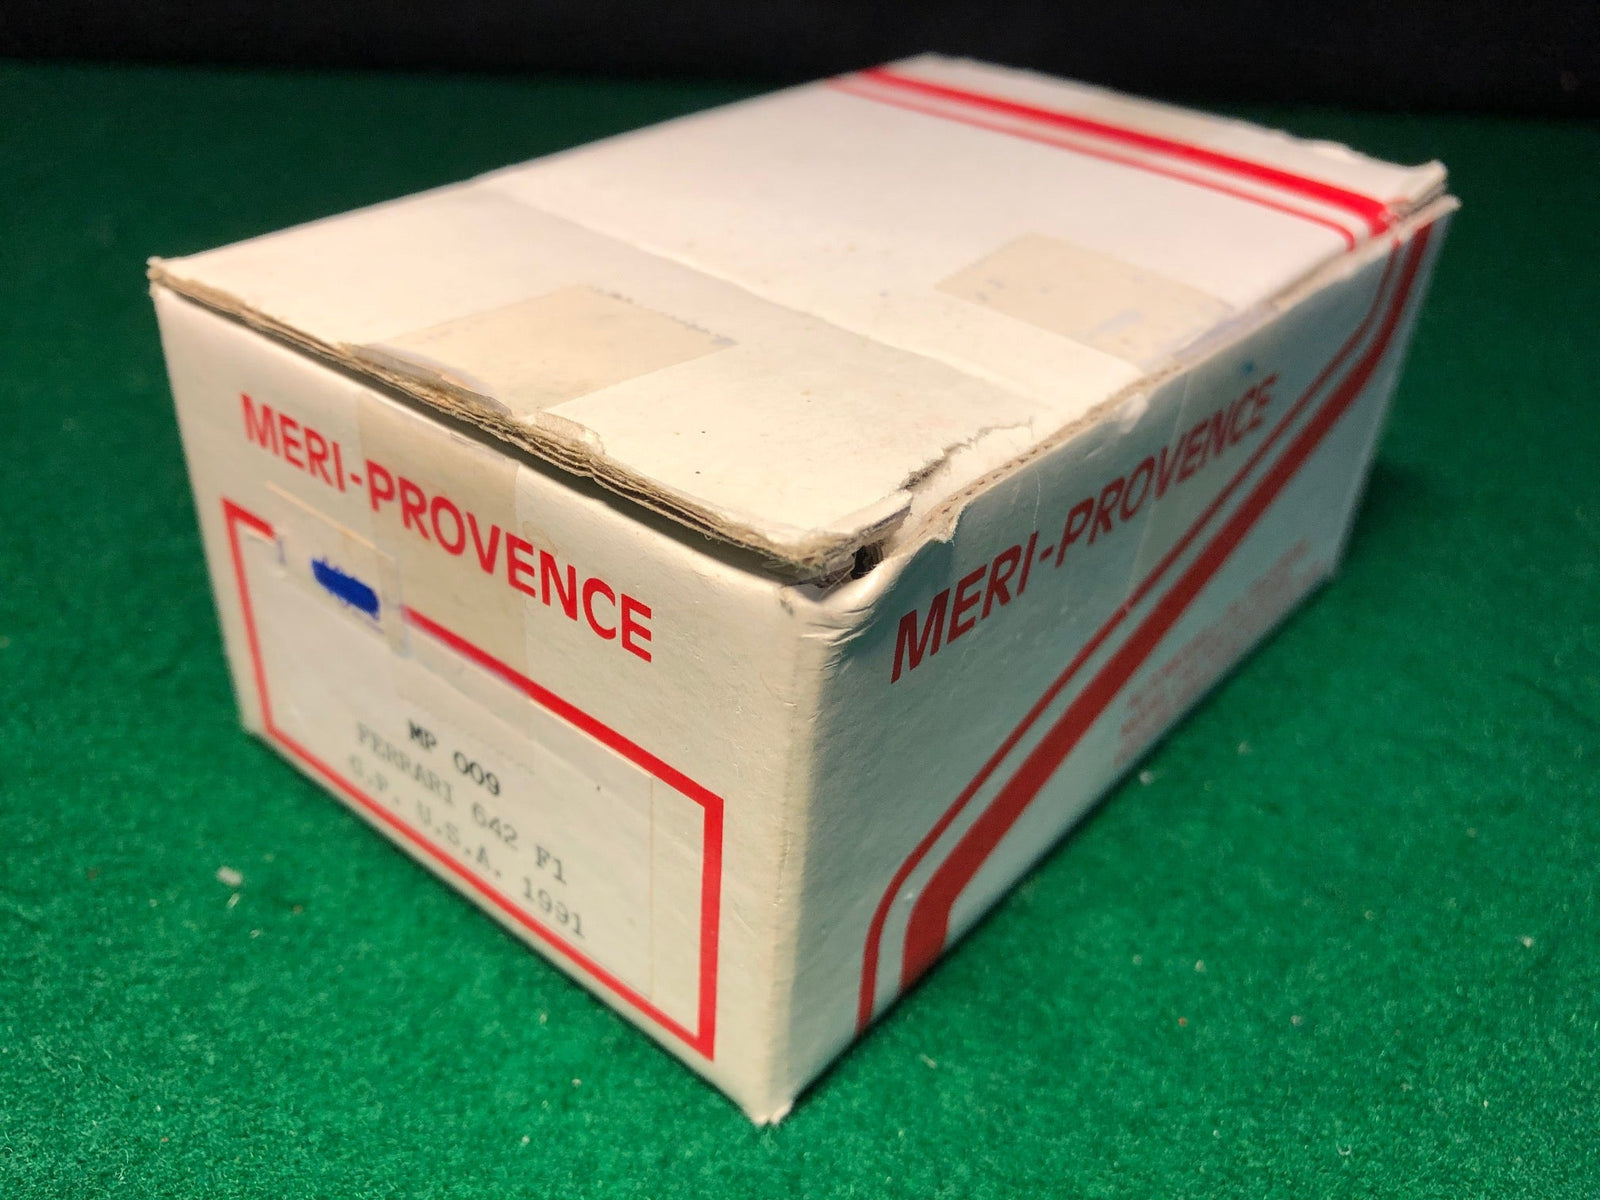 MERI-PROVENCE
MP 009
FERRARI 642 F1
G.P. U.S.A. 1991
MERI-PROVENCE